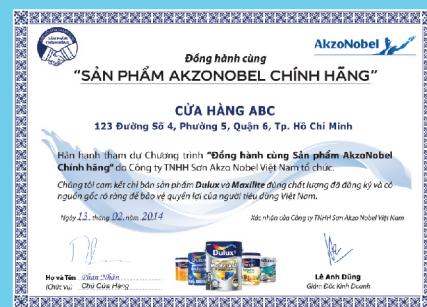 SẢN PHẨM
CHÍNH HÃNG
AkzoNobel
Đồng hành cùng
“SẢN PHẨM AKZONOBEL CHÍNH HÃNG”
CỬA HÀNG ABC
123 Đường Số 4, Phường 5, Quận 6, Tp. Hồ Chí Minh
Hân hạnh tham dự Chương trình “Đồng hành cùng Sản phẩm AkzoNobel
Chính hãng” do Công ty TNHH Sơn Akzo Nobel Việt Nam tổ chức.
Chúng tôi cam kết chỉ bán sản phẩm Dulux và Maxilite đúng chất lượng đã đăng ký và có
nguồn gốc rõ ràng để bảo vệ quyền lợi của người tiêu dùng Việt Nam.
Ngày 13 tháng 02 năm 2014
Xác nhận của Công ty TNHH Sơn Akzo Nobel Việt Nam
Dulux
Họ và Tên Phan Nhân
(Chức vụ) Chủ Cửa Hàng
Lê Anh Dũng
Giám Đốc Kinh Doanh